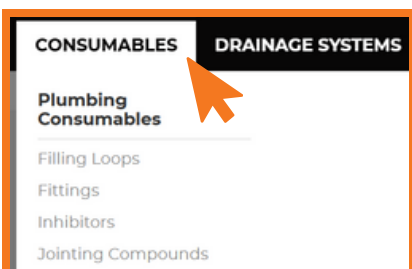 CONSUMABLES DRAINAGE SYSTEMS
Plumbing
Consumables
Filling Loops
Fittings
Inhibitors
Jointing Compounds